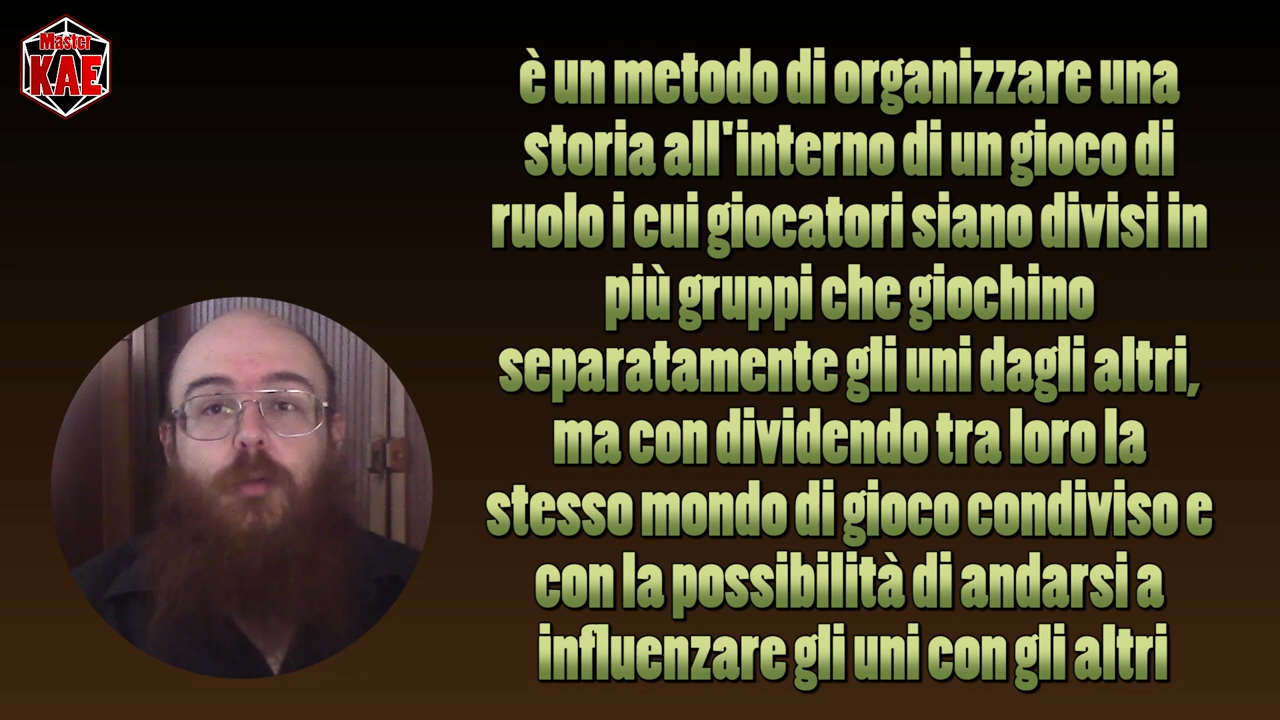 Master
KAE
è un metodo di organizzare una
storia all'interno di un gioco di
ruolo i cui giocatori siano divisi in
più gruppi che giochino
separatamente gli uni dagli altri,
ma con dividendo tra loro la
stesso mondo di gioco condiviso e
con la possibilità di andarsi a
influenzare gli uni con gli altri